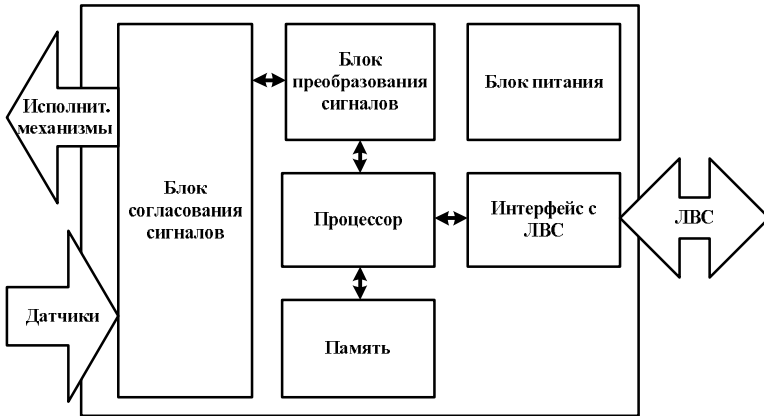 Исполнит.
механизмы
Датчики
Блок
согласования
сигналов
Блок
преобразования
сигналов
Процессор
Память
Блок питания
Интерфейс с
ЛВС
ЛВС